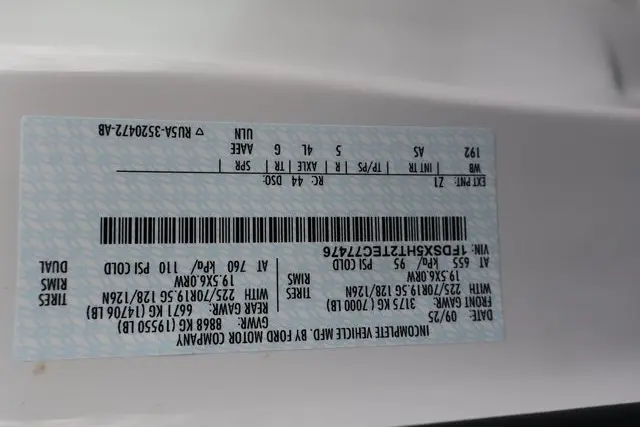 INCOMPLETE VEHICLE MFD. BY FORD MOTOR COMPANY
DATE: 09/25 GVWR: 8868 KG (19550 LB)
FRONT GAWR: 3175 KG (7000 LB) REAR GAWR: 6671 KG (14706 LB)
WITH 225/70R19.5G 128/126N TIRES WITH 225/70R19.5G 128/126N TIRES
19.5X6.0RW RIMS 19.5X6.0RW RIMS
AT 655 kPa/ 95 PSI COLD AT 760 kPa/ 110 PSI COLD DUAL
VIN: 1FDSX5HT2TEC77476
EXT PNT: Z1 RC: 44 DSO:
WB INT TR TP/PS R AXLE TR SPR
192 AS 5 4L G AAEE
ULN
▽ RU5A-3520472-AB